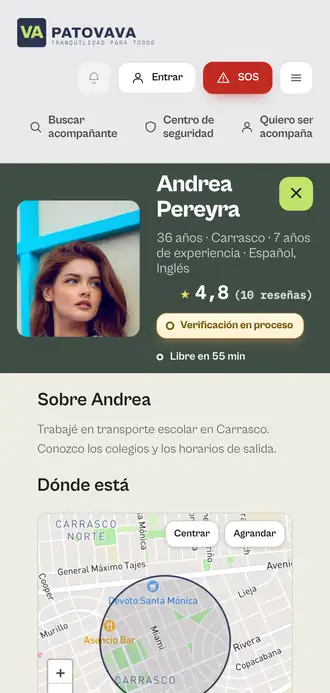 VA PATOVAVA
TRANQUILIDAD PARA TODOS
Entrar
SOS
Buscar
acompañante
Centro de
seguridad
Quiero ser
acompaña
Andrea
Pereyra
36 años · Carrasco · 7 años
de experiencia · Español,
Inglés
★ 4,8 (10 reseñas)
Verificación en proceso
Libre en 55 min
Sobre Andrea
Trabajé en transporte escolar en Carrasco.
Conozco los colegios y los horarios de salida.
Dónde está
CARRASCO
NORTE
Centrar
Agrandar
General Máximo Tajes
Cooper
Devoto Santa Mónica
Lieja
Murillo
Asencio Bar
Miami
Rivera
Copacabana
CARRASCO
+